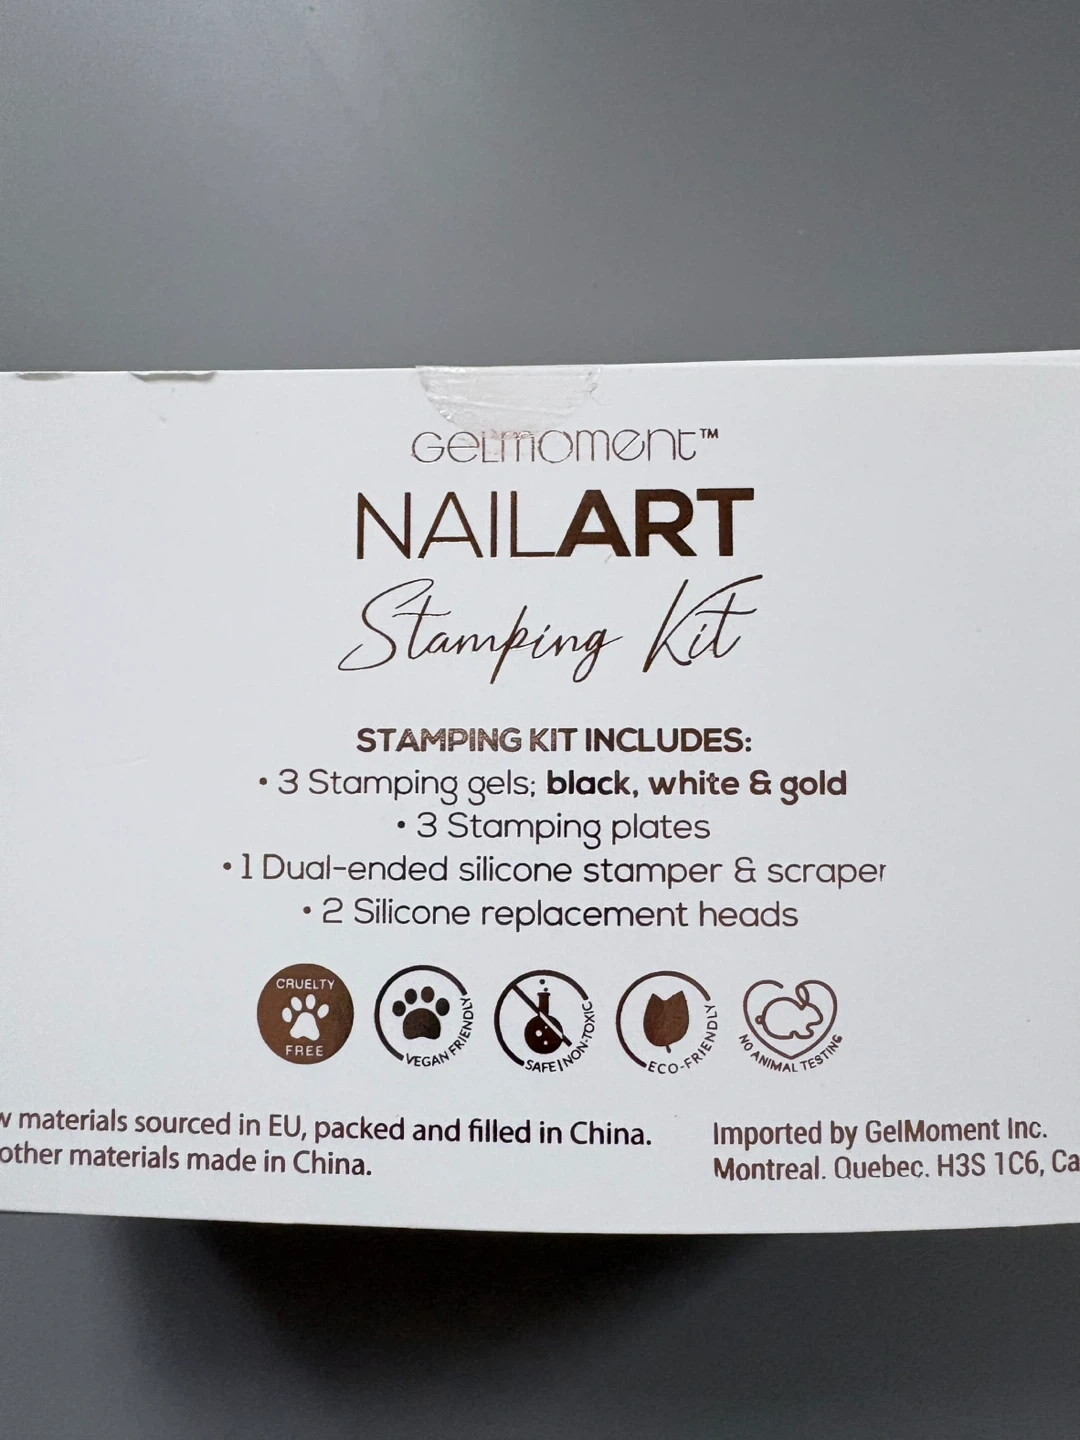 GELMOMENT™
NAILART
Stamping Kit
STAMPING KIT INCLUDES:
• 3 Stamping gels; black, white & gold
• 3 Stamping plates
• 1 Dual-ended silicone stamper & scraper
• 2 Silicone replacement heads
CRUELTY FREE
VEGAN FRIENDLY
SAFE|NON-TOXIC
ECO-FRIENDLY
NO ANIMAL TESTING
materials sourced in EU, packed and filled in China.
other materials made in China.
Imported by GelMoment Inc.
Montreal. Quebec. H3S 1C6,